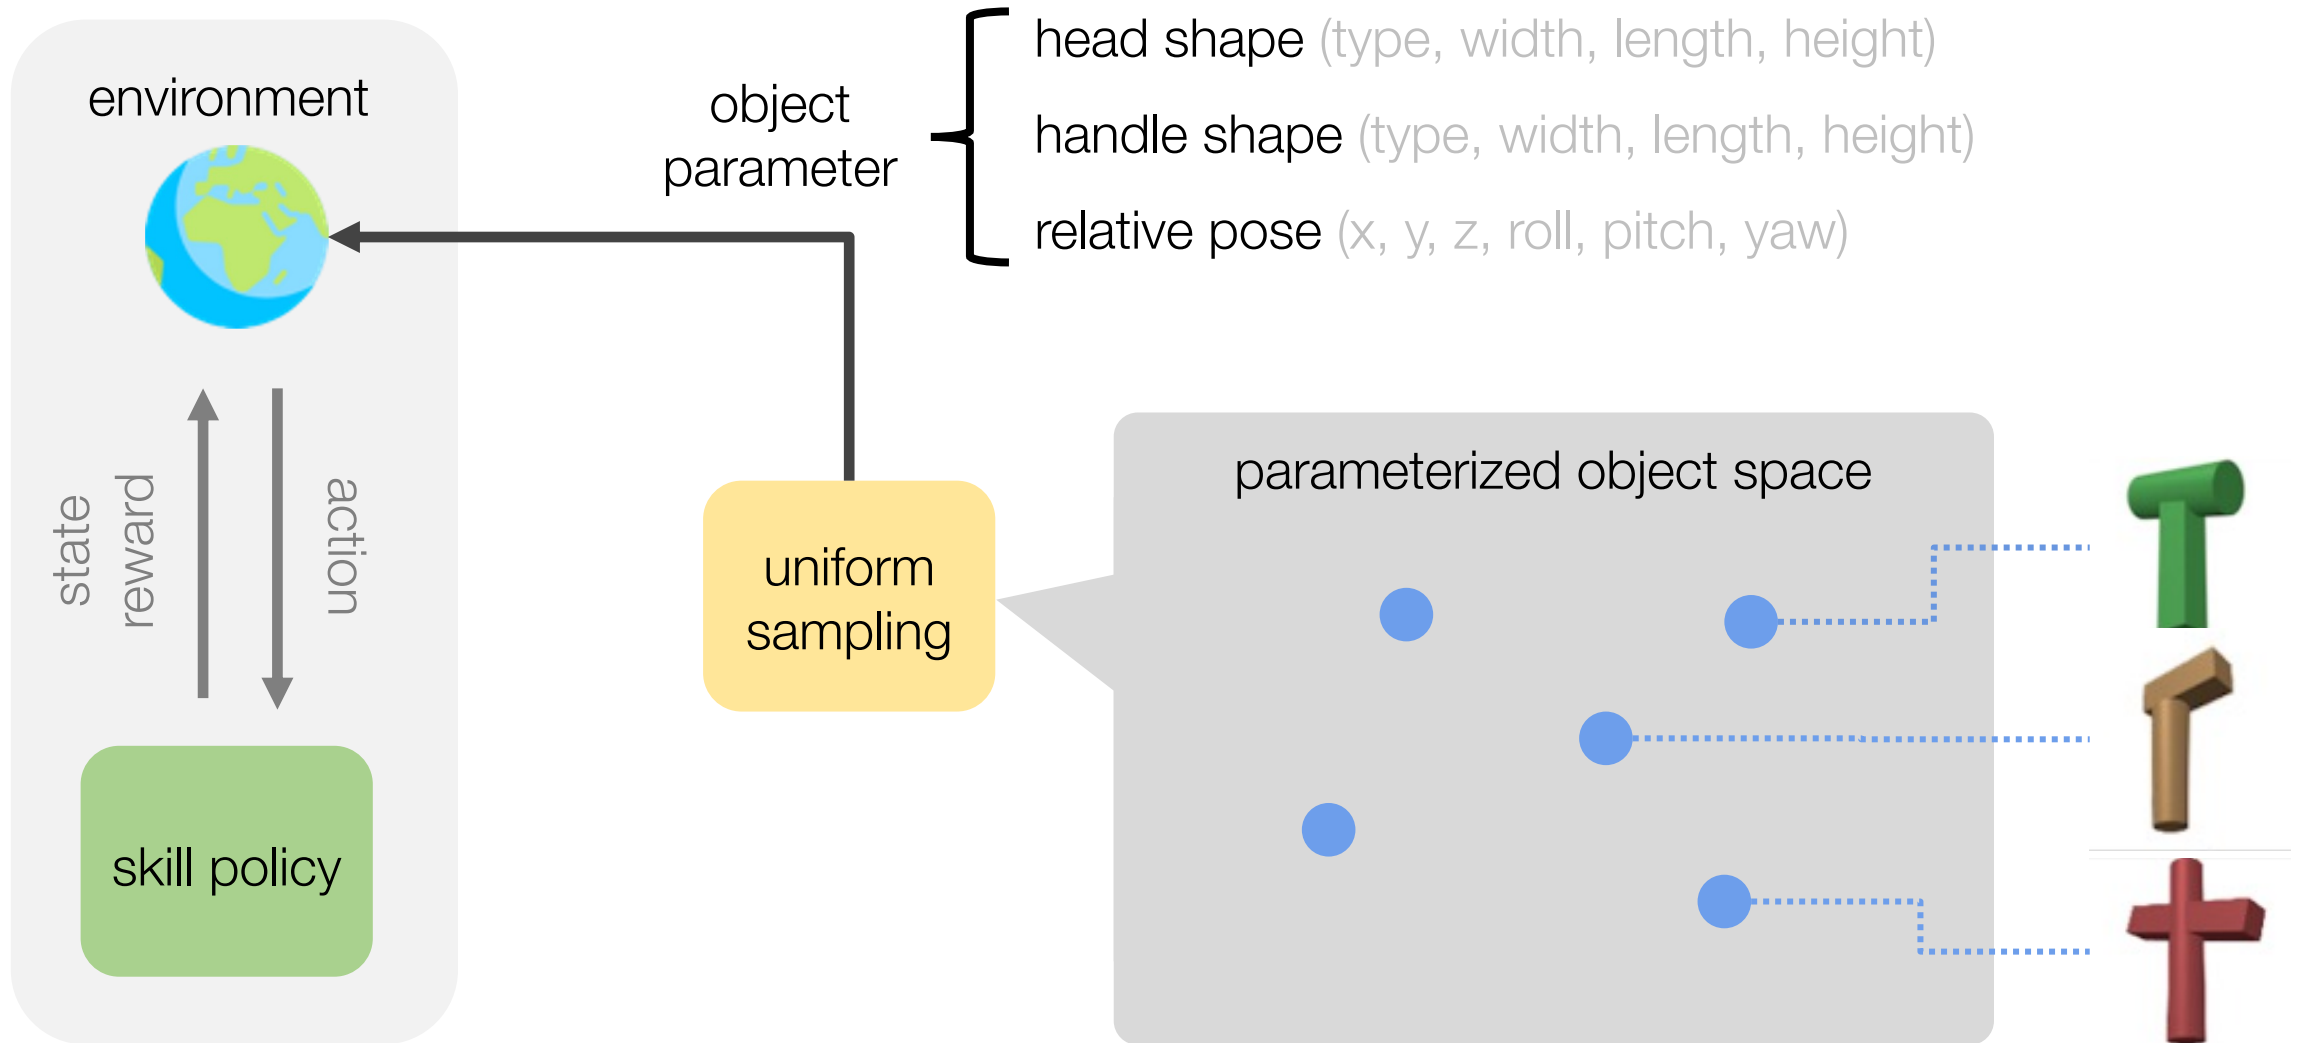 environment
state
reward
action
skill policy
object
parameter
head shape (type, width, length, height)
handle shape (type, width, length, height)
relative pose (x, y, z, roll, pitch, yaw)
uniform
sampling
parameterized object space